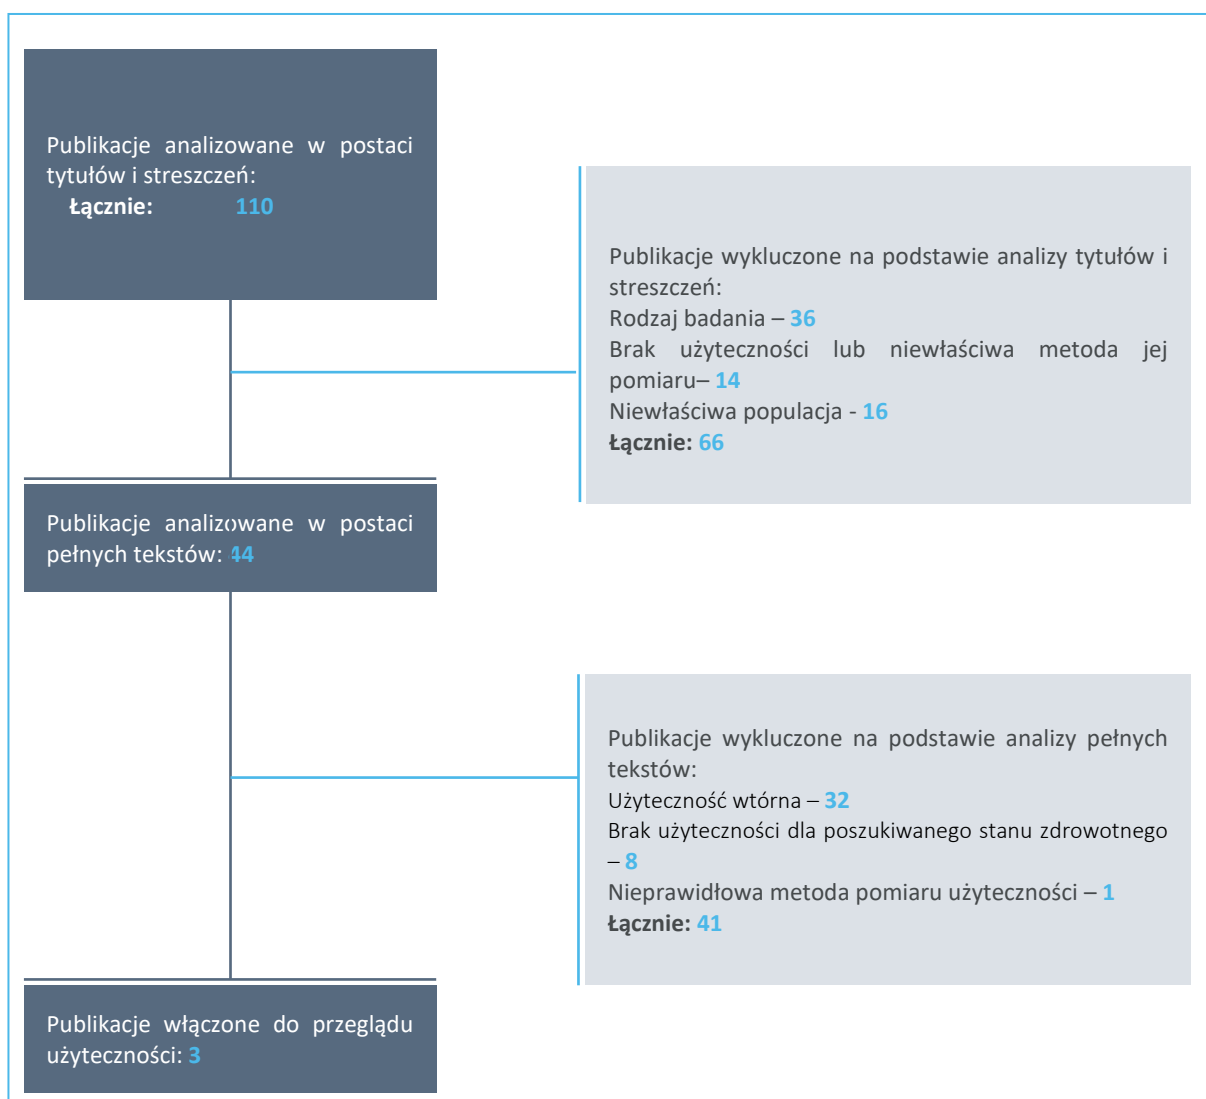 Publikacje analizowane w postaci
tytułów i streszczeń:
Łącznie: 110
Publikacje wykluczone na podstawie analizy tytułów i
streszczeń:
Rodzaj badania – 36
Brak użyteczności lub niewłaściwa metoda jej
pomiaru– 14
Niewłaściwa populacja - 16
Łącznie: 66
Publikacje analizowane w postaci
pełnych tekstów: 44
Publikacje wykluczone na podstawie analizy pełnych
tekstów:
Użyteczność wtórna – 32
Brak użyteczności dla poszukiwanego stanu zdrowotnego
– 8
Nieprawidłowa metoda pomiaru użyteczności – 1
Łącznie: 41
Publikacje włączone do przeglądu
użyteczności: 3